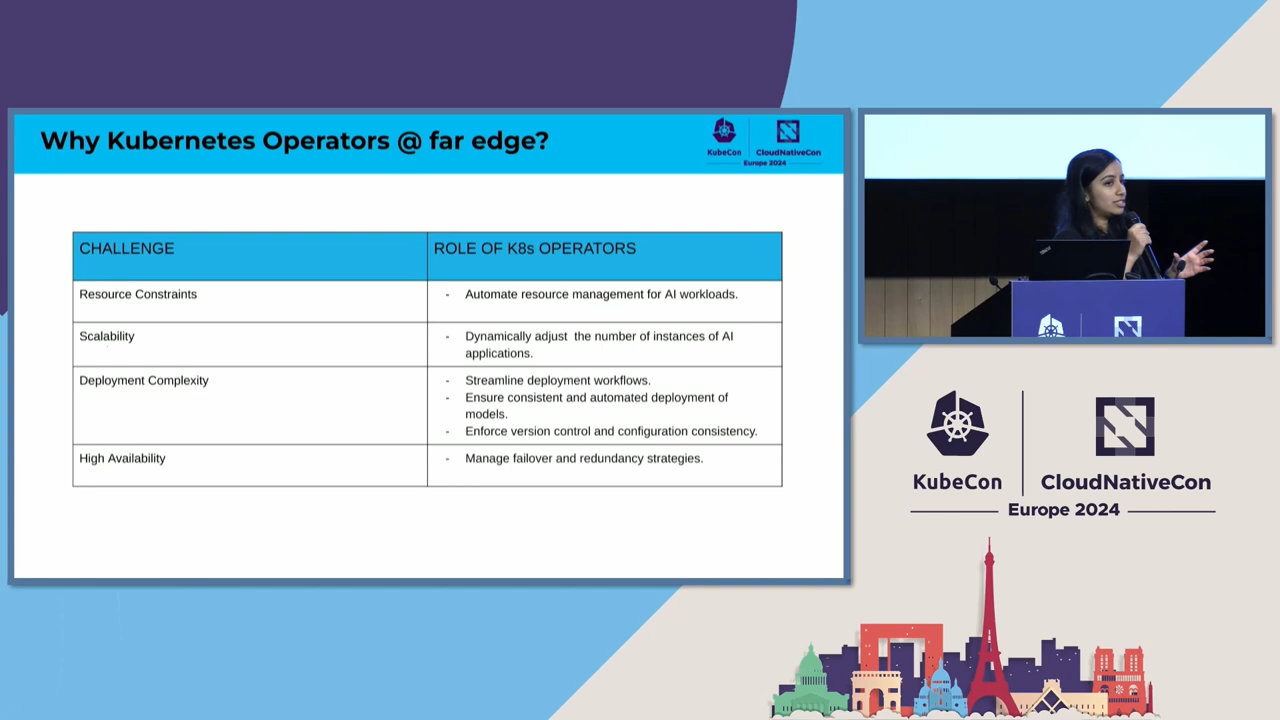 Why Kubernetes Operators @ far edge?
KubeCon
CloudNativeCon
Europe 2024
CHALLENGE
ROLE OF K8s OPERATORS
Resource Constraints
- Automate resource management for AI workloads.
Scalability
- Dynamically adjust the number of instances of AI
applications.
Deployment Complexity
- Streamline deployment workflows.
- Ensure consistent and automated deployment of
models.
- Enforce version control and configuration consistency.
High Availability
- Manage failover and redundancy strategies.
KubeCon
CloudNativeCon
Europe 2024